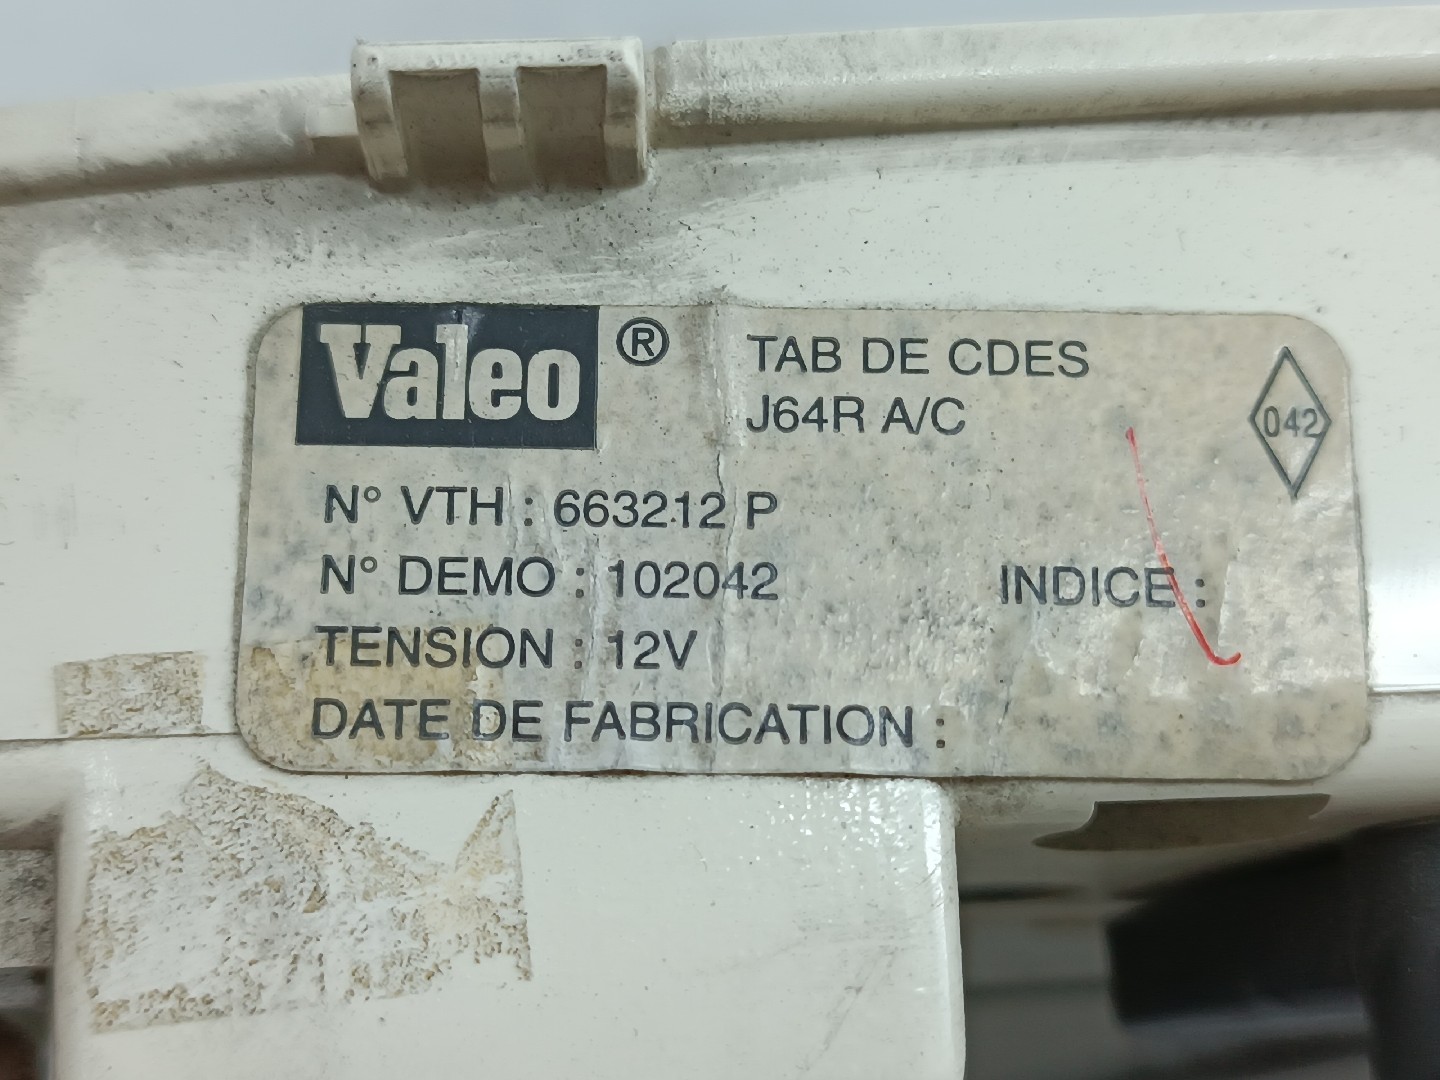 Valeo ®
TAB DE CDES
J64R A/C
042
N° VTH : 663212 P
N° DEMO : 102042
INDICE :
TENSION : 12V
DATE DE FABRICATION :